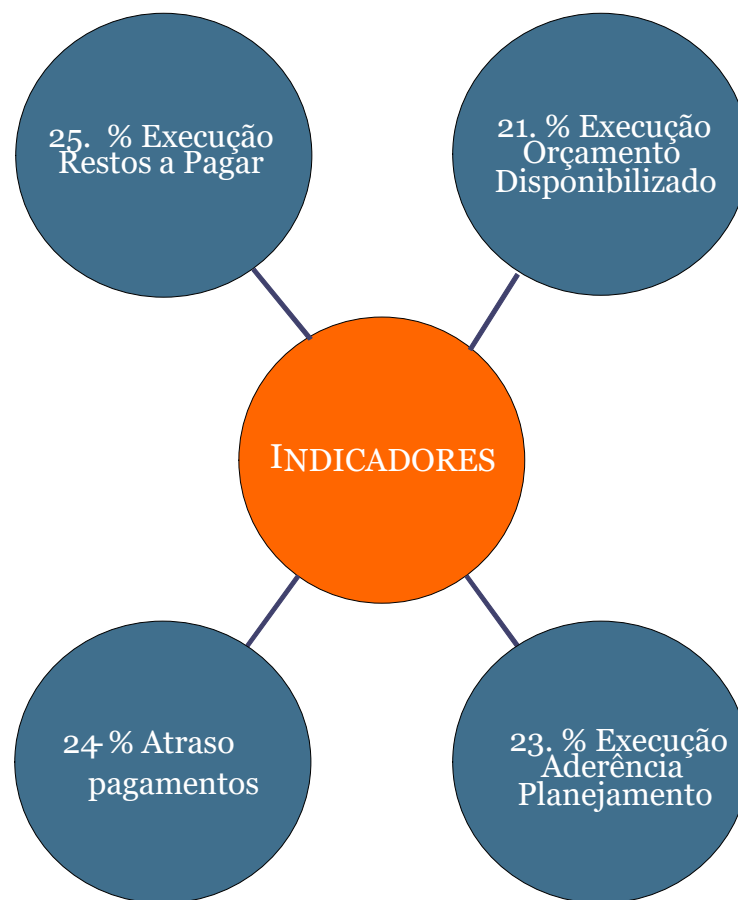 25. % Execução
Restos a Pagar
21. % Execução
Orçamento
Disponibilizado
INDICADORES
24- % Atraso
pagamentos
23. % Execução
Aderência
Planejamento